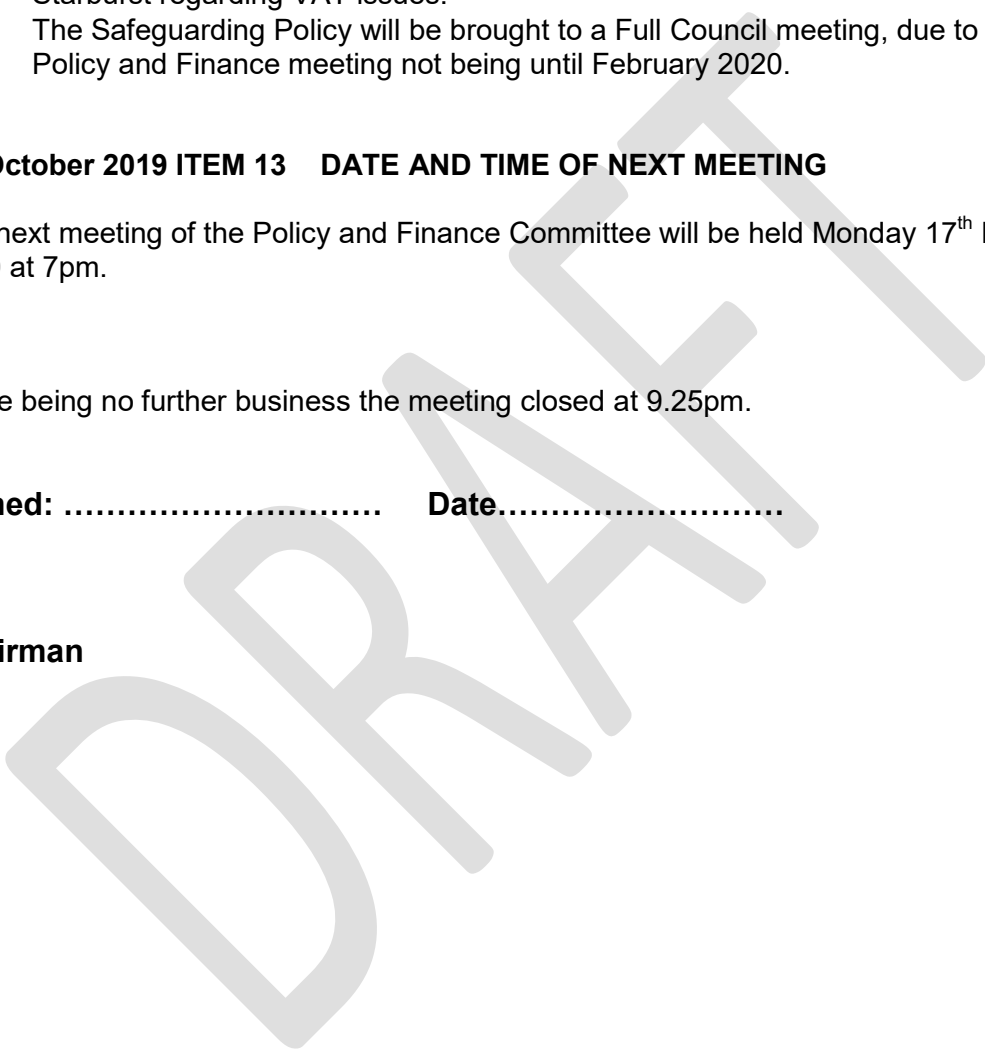 Starburst regarding VAT issues.
The Safeguarding Policy will be brought to a Full Council meeting, due to
Policy and Finance meeting not being until February 2020.
October 2019 ITEM 13 DATE AND TIME OF NEXT MEETING
next meeting of the Policy and Finance Committee will be held Monday 17th
at 7pm.
e being no further business the meeting closed at 9.25pm.
ned: ………………………… Date………………………
irman
DRAFT